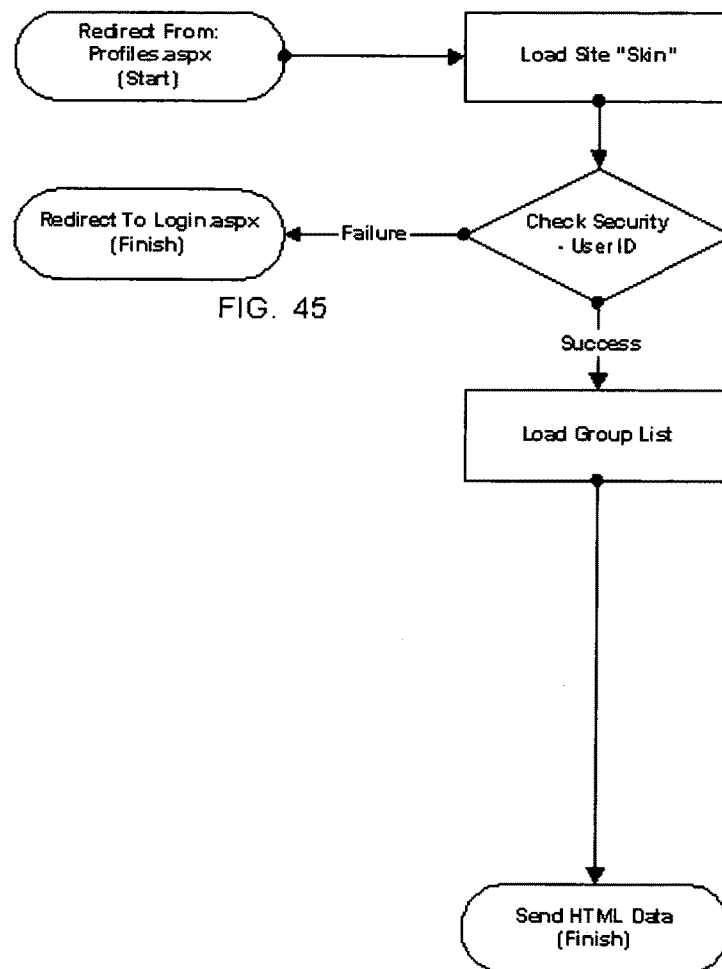 Redirect From:
Profiles.aspx
(Start)
Load Site "Skin"
Redirect To Login.aspx
(Finish)
Failure
Check Security
- UserID
FIG. 45
Success
Load Group List
Send HTML Data
(Finish)